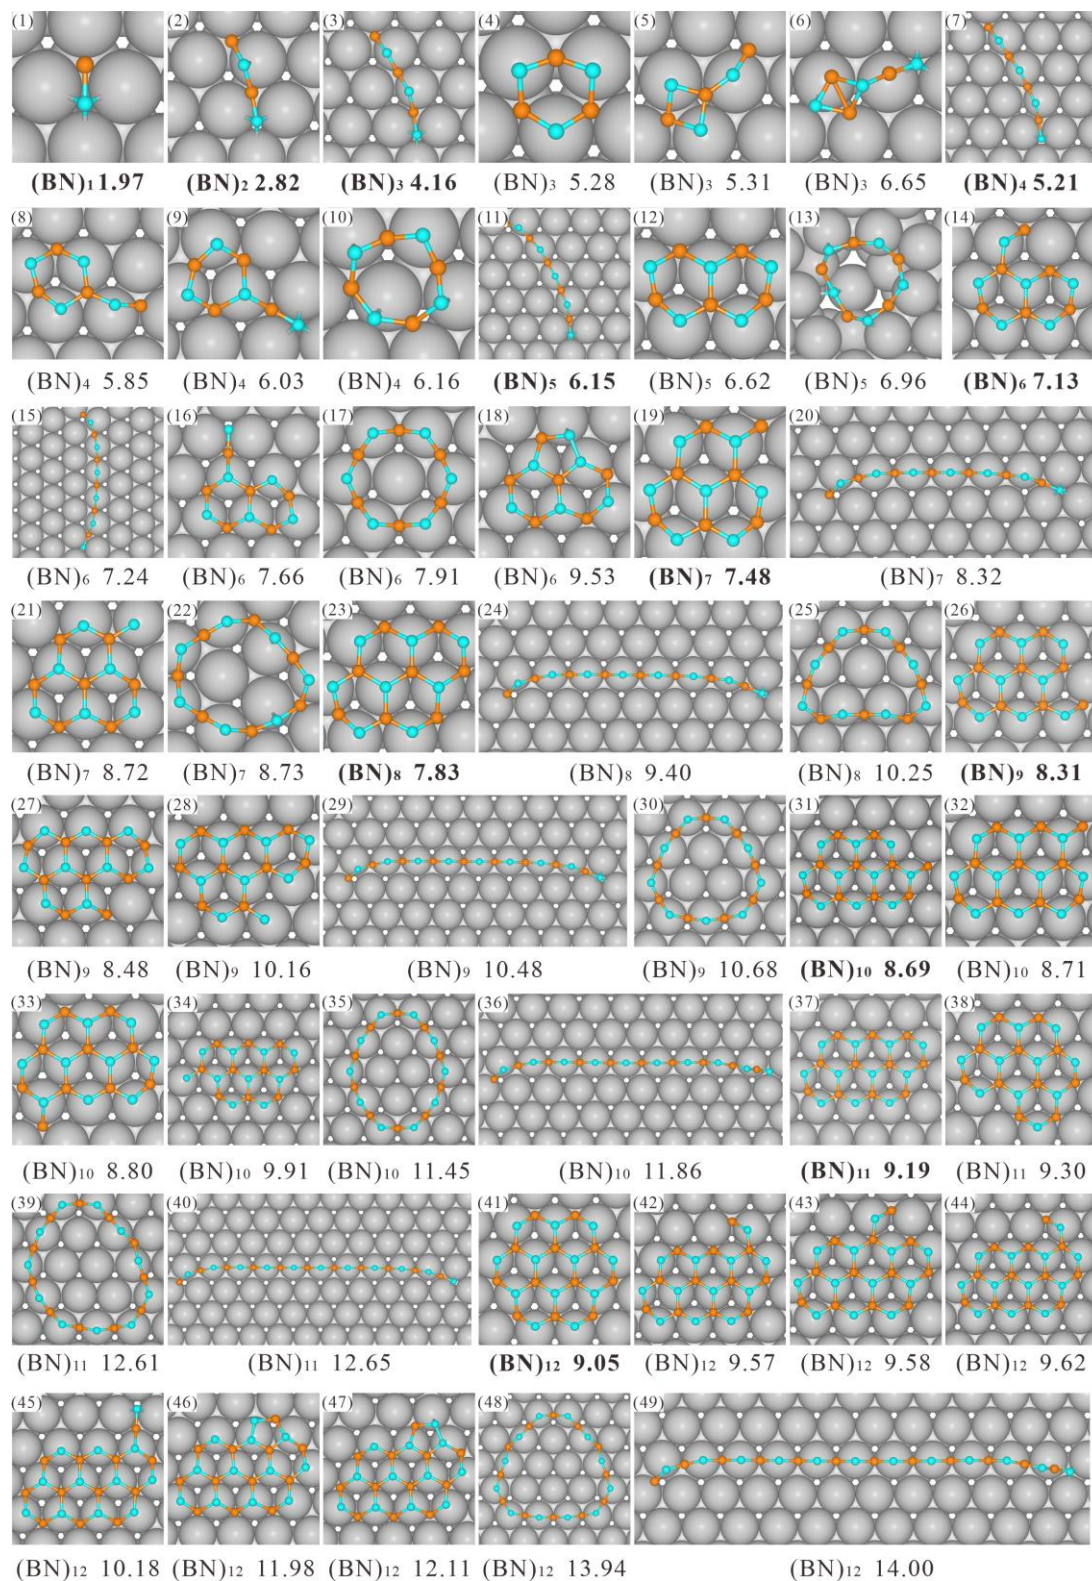 (1) (2) (3) (4) (5) (6) (7)
(BN)₁ 1.97 (BN)₂ 2.82 (BN)₃ 4.16 (BN)₃ 5.28 (BN)₃ 5.31 (BN)₃ 6.65 (BN)₄ 5.21
(8) (9) (10) (11) (12) (13) (14)
(BN)₄ 5.85 (BN)₄ 6.03 (BN)₄ 6.16 (BN)₅ 6.15 (BN)₅ 6.62 (BN)₅ 6.96 (BN)₆ 7.13
(15) (16) (17) (18) (19) (20)
(BN)₆ 7.24 (BN)₆ 7.66 (BN)₆ 7.91 (BN)₆ 9.53 (BN)₇ 7.48 (BN)₇ 8.32
(21) (22) (23) (24) (25) (26)
(BN)₇ 8.72 (BN)₇ 8.73 (BN)₈ 7.83 (BN)₈ 9.40 (BN)₈ 10.25 (BN)₉ 8.31
(27) (28) (29) (30) (31) (32)
(BN)₉ 8.48 (BN)₉ 10.16 (BN)₉ 10.48 (BN)₉ 10.68 (BN)₁₀ 8.69 (BN)₁₀ 8.71
(33) (34) (35) (36) (37) (38)
(BN)₁₀ 8.80 (BN)₁₀ 9.91 (BN)₁₀ 11.45 (BN)₁₀ 11.86 (BN)₁₁ 9.19 (BN)₁₁ 9.30
(39) (40) (41) (42) (43) (44)
(BN)₁₁ 12.61 (BN)₁₁ 12.65 (BN)₁₂ 9.05 (BN)₁₂ 9.57 (BN)₁₂ 9.58 (BN)₁₂ 9.62
(45) (46) (47) (48) (49)
(BN)₁₂ 10.18 (BN)₁₂ 11.98 (BN)₁₂ 12.11 (BN)₁₂ 13.94 (BN)₁₂ 14.00